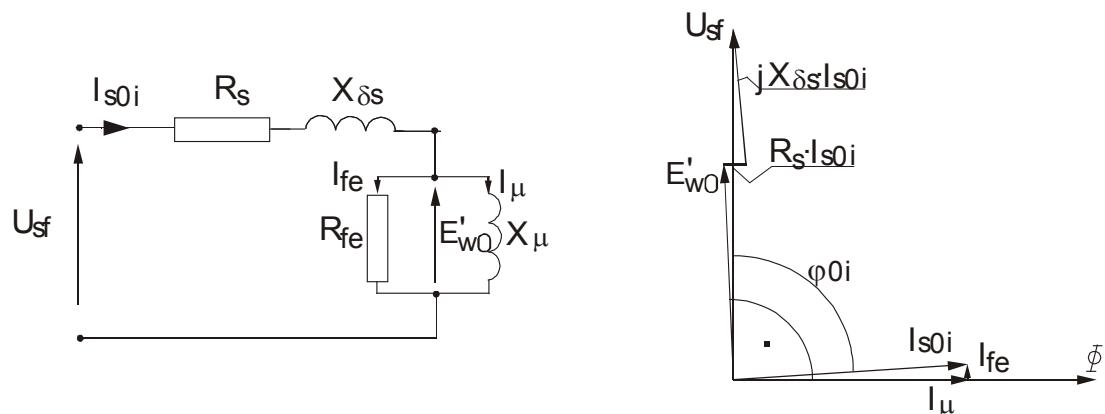 Is0i
Rs
Xδs
Usf
Ife
Iμ
Rfe
E'w0
Xμ
Usf
jXδs·Is0i
Rs·Is0i
E'w0
φ0i
Is0i
Ife
Φ
Iμ